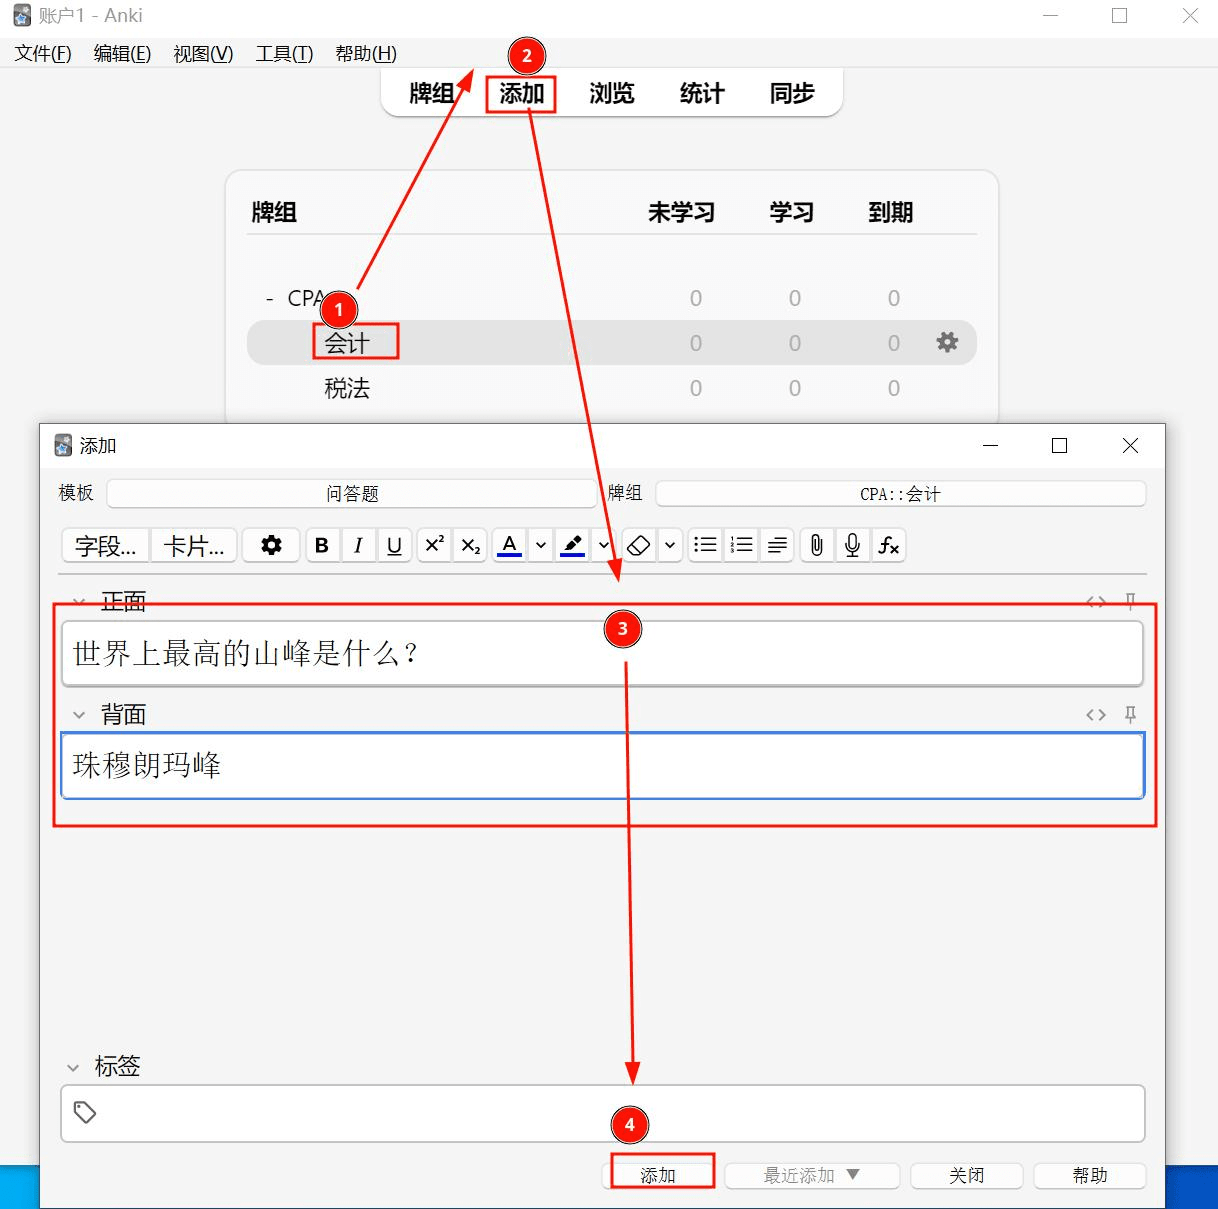 账户1 - Anki
文件(F) 编辑(E) 视图(V) 工具(T) 帮助(H)
2
牌组 添加 浏览 统计 同步
牌组 未学习 学习 到期
- CPA 0 0 0
1
会计 0 0 0
税法 0 0 0
添加
模板 问答题 牌组 CPA::会计
字段... 卡片... B I U x² x₂ A fx
正面
3
世界上最高的山峰是什么？
背面
珠穆朗玛峰
标签
4
添加 最近添加 ▼ 关闭 帮助